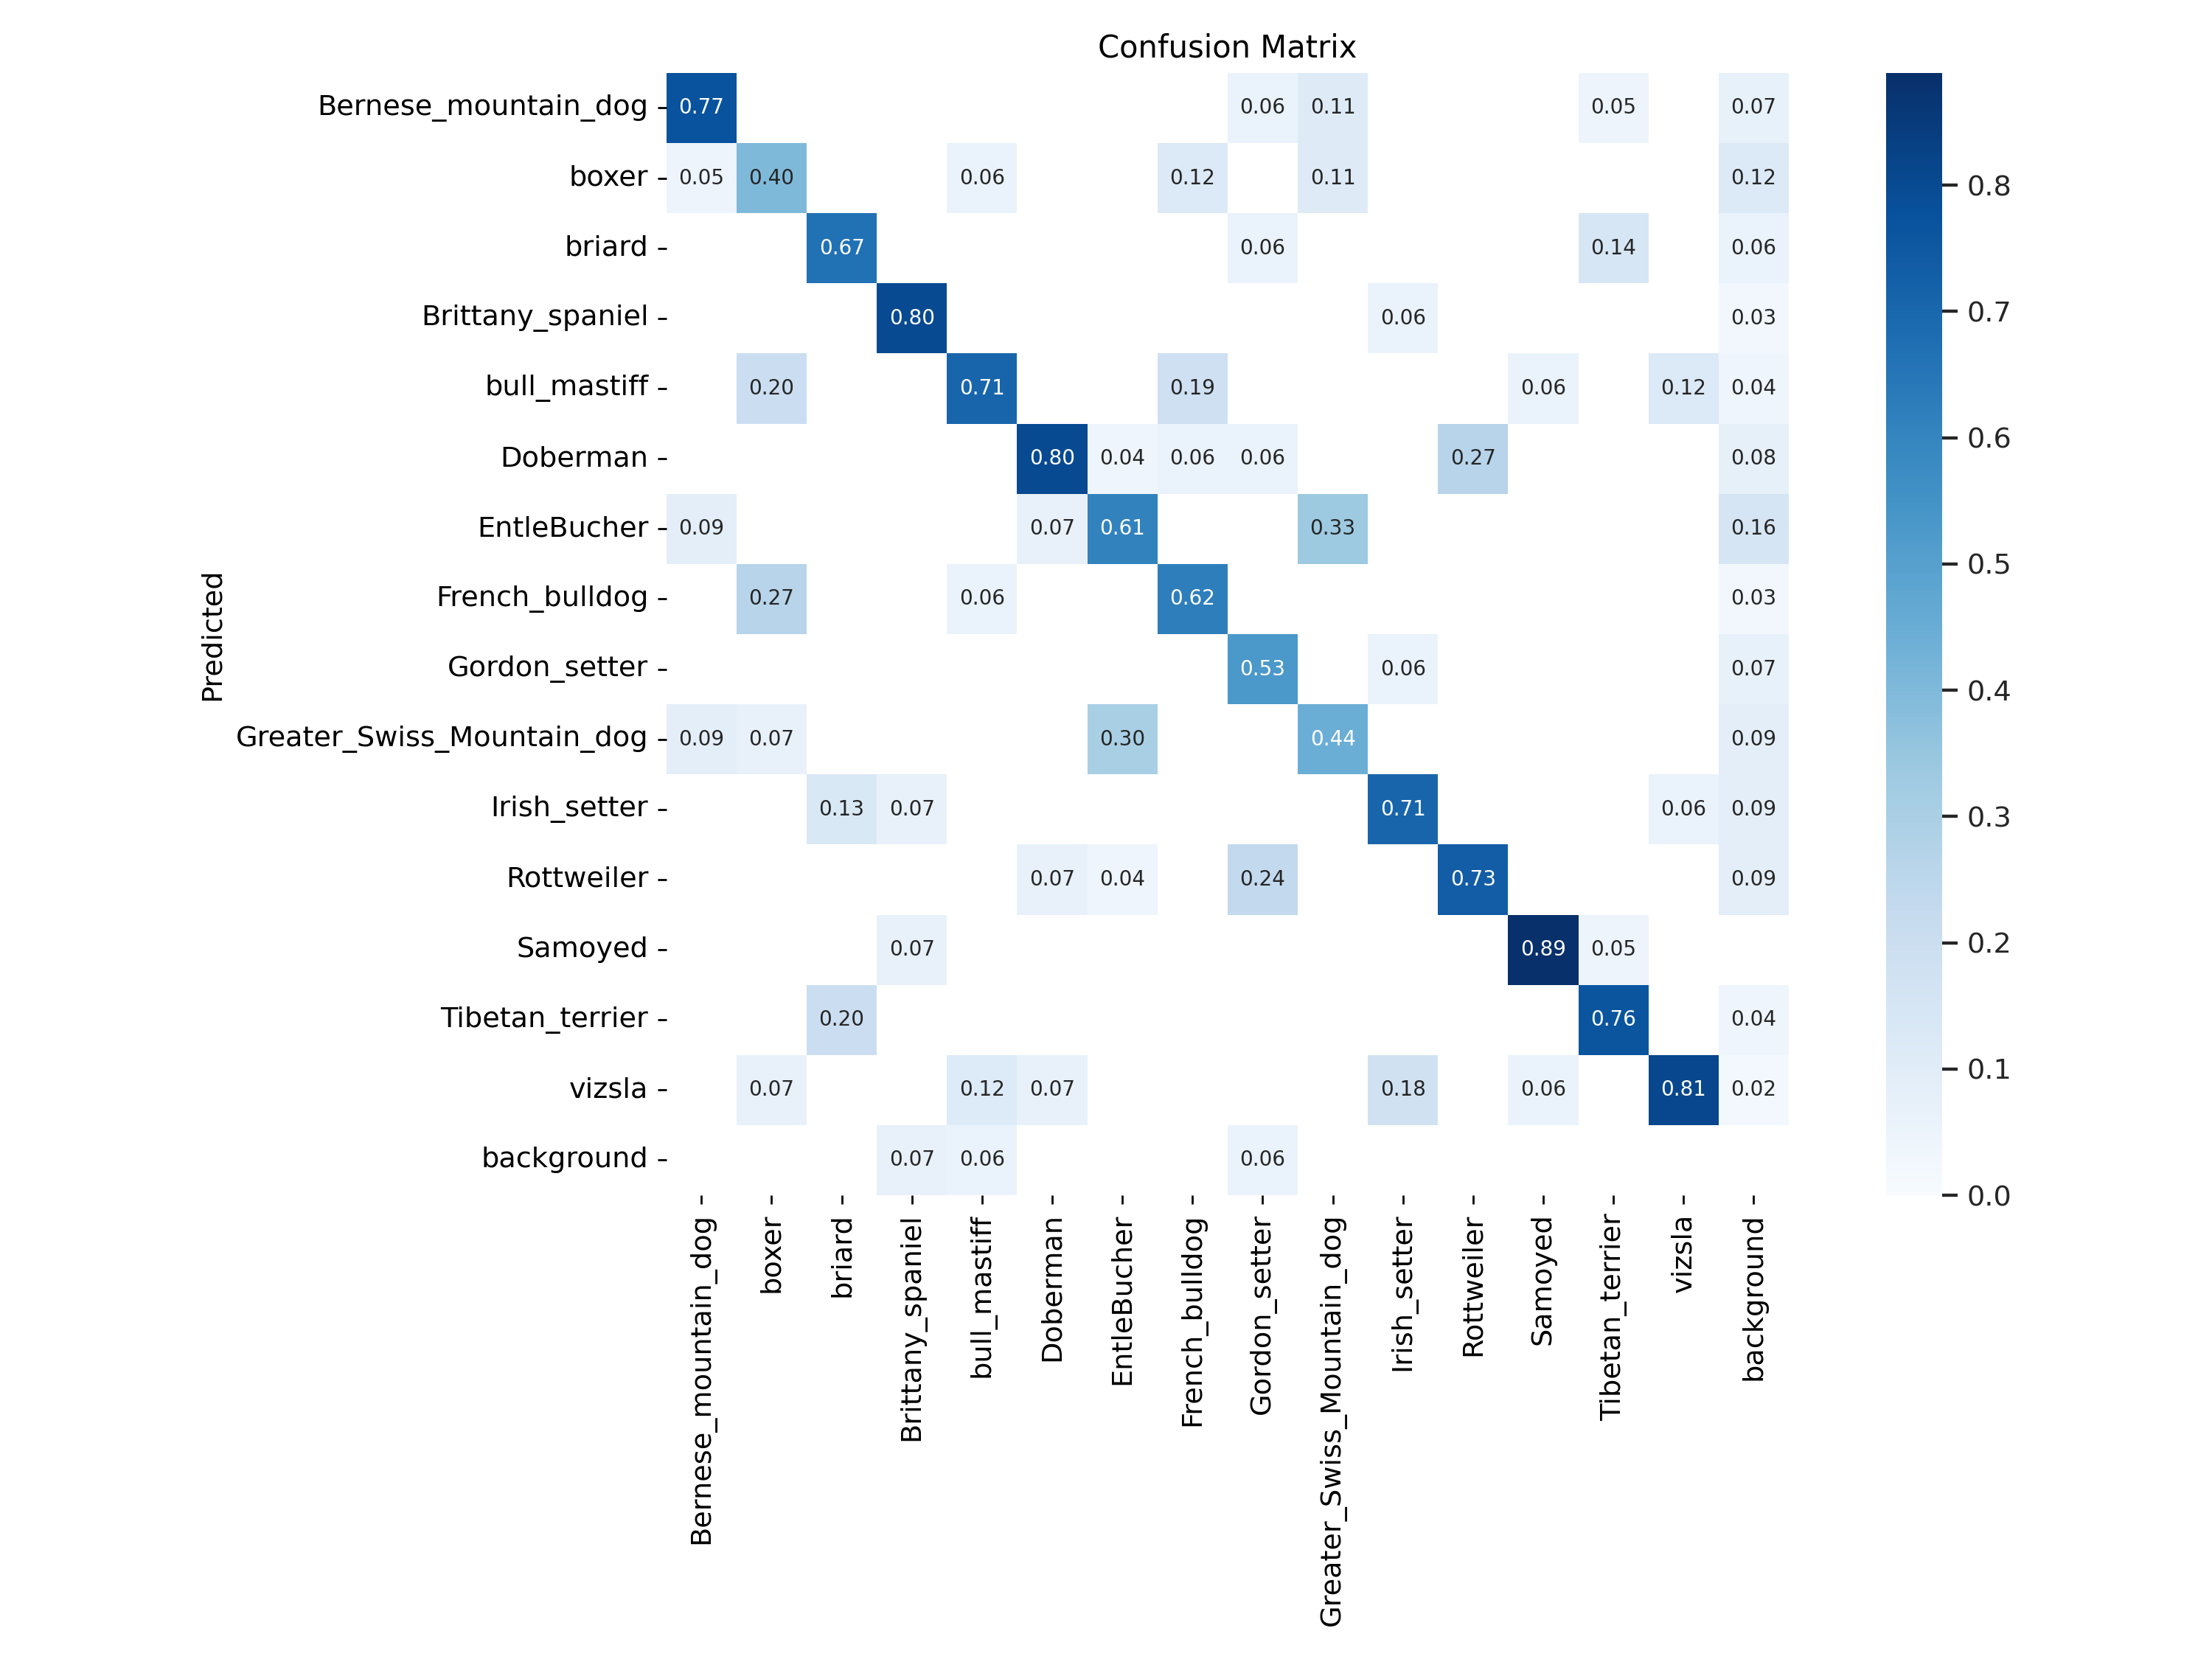 Confusion Matrix
Bernese_mountain_dog 0.77 0.06 0.11 0.05 0.07
boxer 0.05 0.40 0.06 0.12 0.11 0.12
briard 0.67 0.06 0.14 0.06
Brittany_spaniel 0.80 0.06 0.03
bull_mastiff 0.20 0.71 0.19 0.06 0.12 0.04
Doberman 0.80 0.04 0.06 0.06 0.27 0.08
EntleBucher 0.09 0.07 0.61 0.33 0.16
French_bulldog 0.27 0.06 0.62 0.03
Gordon_setter 0.53 0.06 0.07
Greater_Swiss_Mountain_dog 0.09 0.07 0.30 0.44 0.09
Irish_setter 0.13 0.07 0.71 0.06 0.09
Rottweiler 0.07 0.04 0.24 0.73 0.09
Samoyed 0.07 0.89 0.05
Tibetan_terrier 0.20 0.76 0.04
vizsla 0.07 0.12 0.07 0.18 0.06 0.81 0.02
background 0.07 0.06 0.06
Predicted
Bernese_mountain_dog
boxer
briard
Brittany_spaniel
bull_mastiff
Doberman
EntleBucher
French_bulldog
Gordon_setter
Greater_Swiss_Mountain_dog
Irish_setter
Rottweiler
Samoyed
Tibetan_terrier
vizsla
background
0.8
0.7
0.6
0.5
0.4
0.3
0.2
0.1
0.0